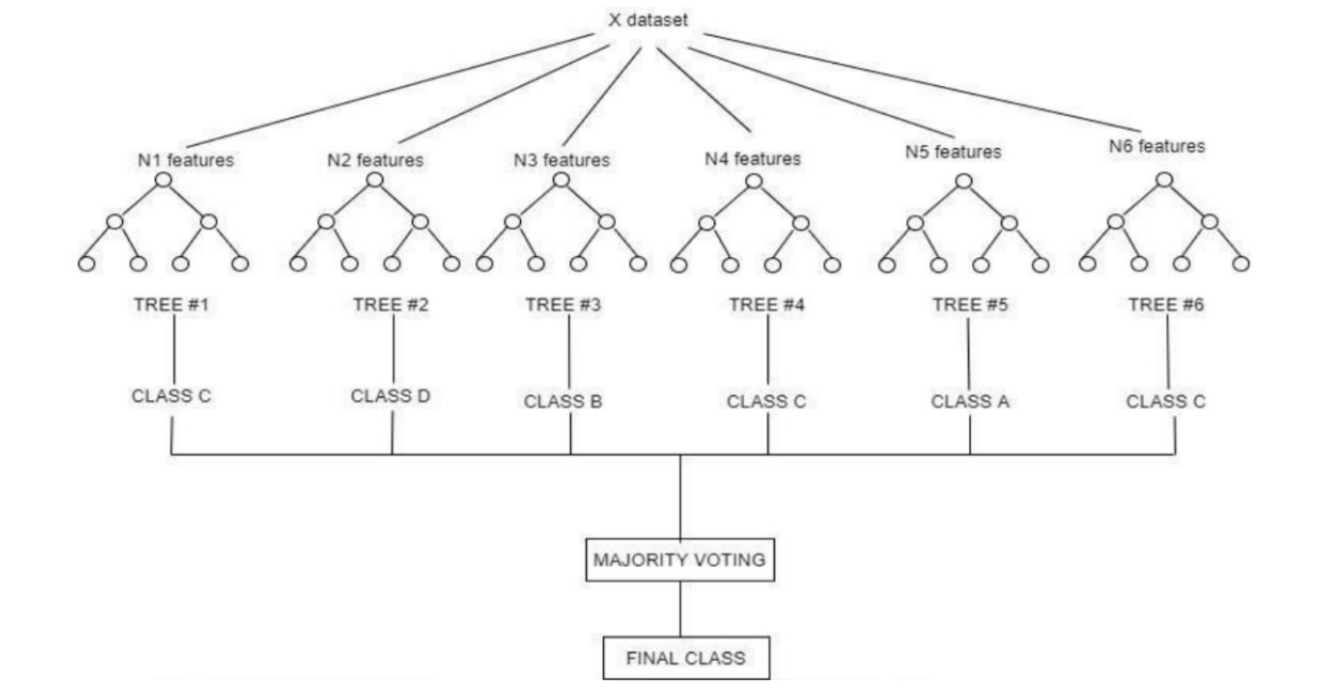 X dataset
N1 features
N2 features
N3 features
N4 features
N5 features
N6 features
TREE #1
TREE #2
TREE #3
TREE #4
TREE #5
TREE #6
CLASS C
CLASS D
CLASS B
CLASS C
CLASS A
CLASS C
MAJORITY VOTING
FINAL CLASS